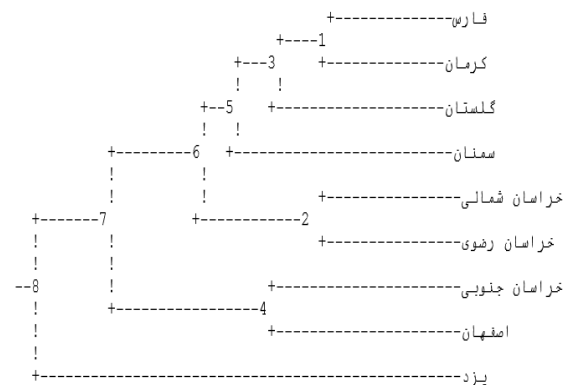 فارس
1
کرمان
3
گلستان
5
سمنان
6
خراسان شمالی
2
7
خراسان رضوی
خراسان جنوبی
8
4
اصفهان
یزد